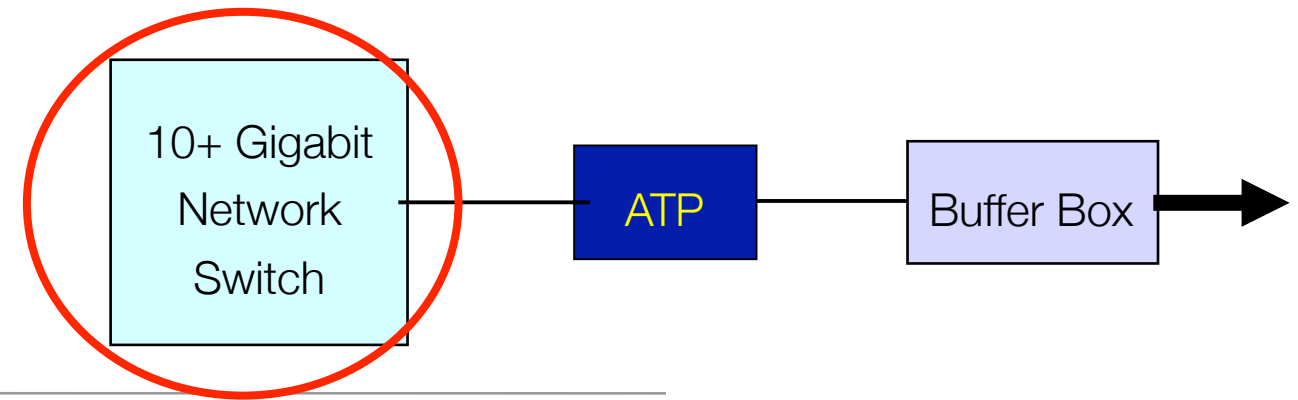 10+ Gigabit
Network
Switch
ATP
Buffer Box